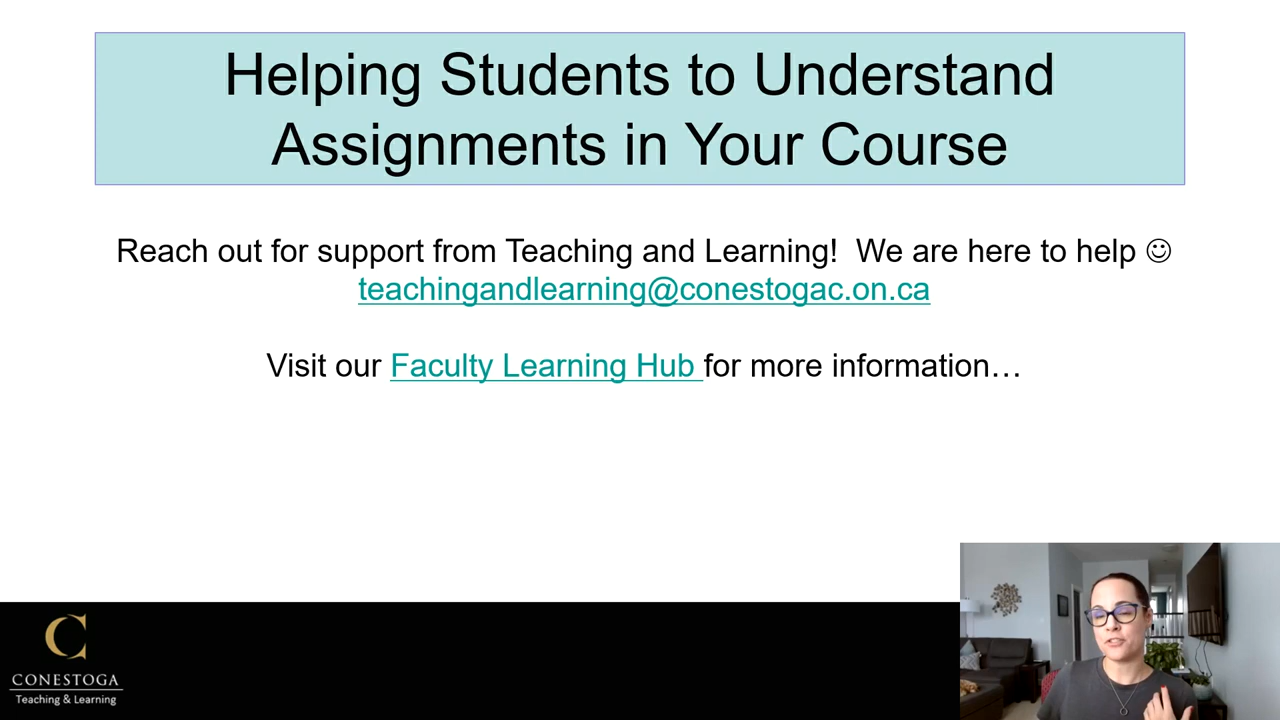 Helping Students to Understand
Assignments in Your Course
Reach out for support from Teaching and Learning!  We are here to help ☺
teachingandlearning@conestogac.on.ca
Visit our Faculty Learning Hub for more information…
CONESTOGA
Teaching & Learning